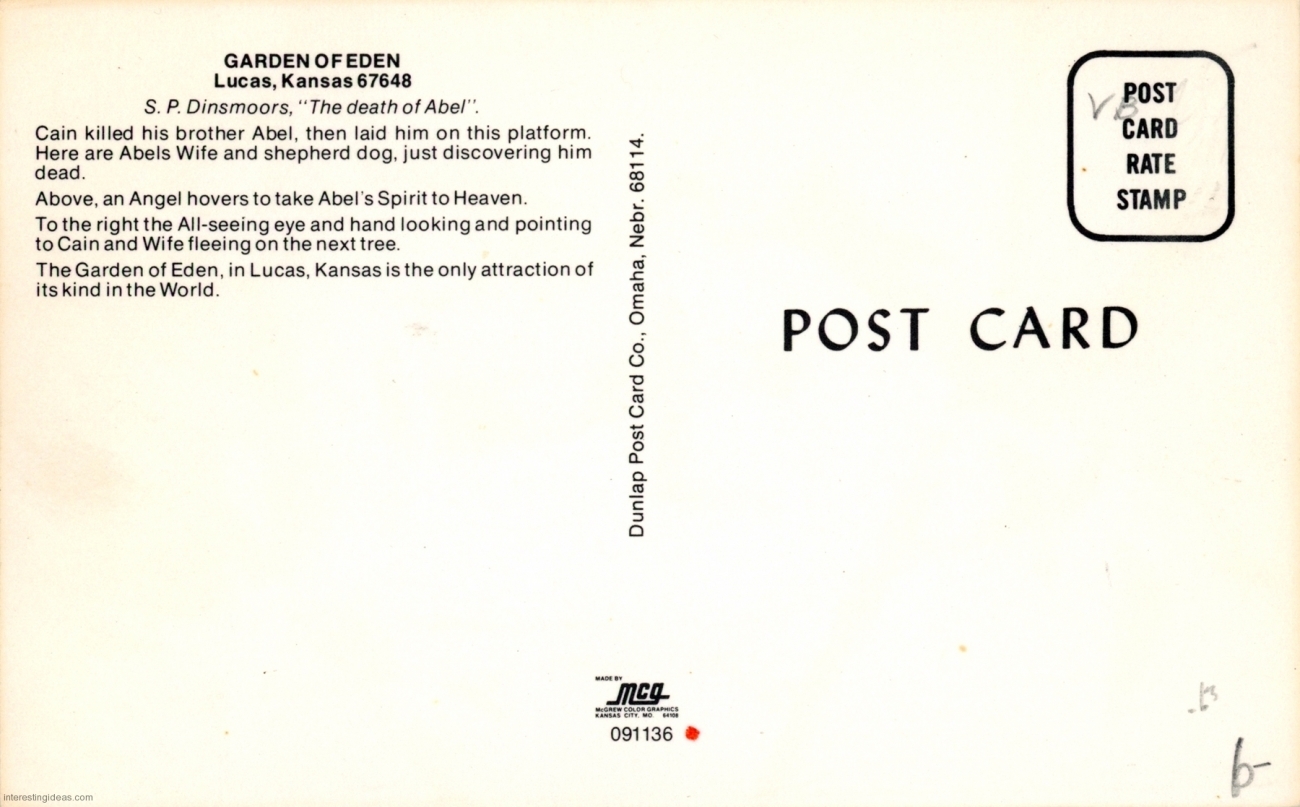 GARDEN OF EDEN
Lucas, Kansas 67648
S. P. Dinsmoors, "The death of Abel".
Cain killed his brother Abel, then laid him on this platform.
Here are Abels Wife and shepherd dog, just discovering him
dead.
Above, an Angel hovers to take Abel's Spirit to Heaven.
To the right the All-seeing eye and hand looking and pointing
to Cain and Wife fleeing on the next tree.
The Garden of Eden, in Lucas, Kansas is the only attraction of
its kind in the World.
Dunlap Post Card Co., Omaha, Nebr. 68114.
MADE BY
mcg
McGREW COLOR GRAPHICS
KANSAS CITY, MO. 64108
091136
VB
POST
CARD
RATE
STAMP
POST CARD
interestingideas.com